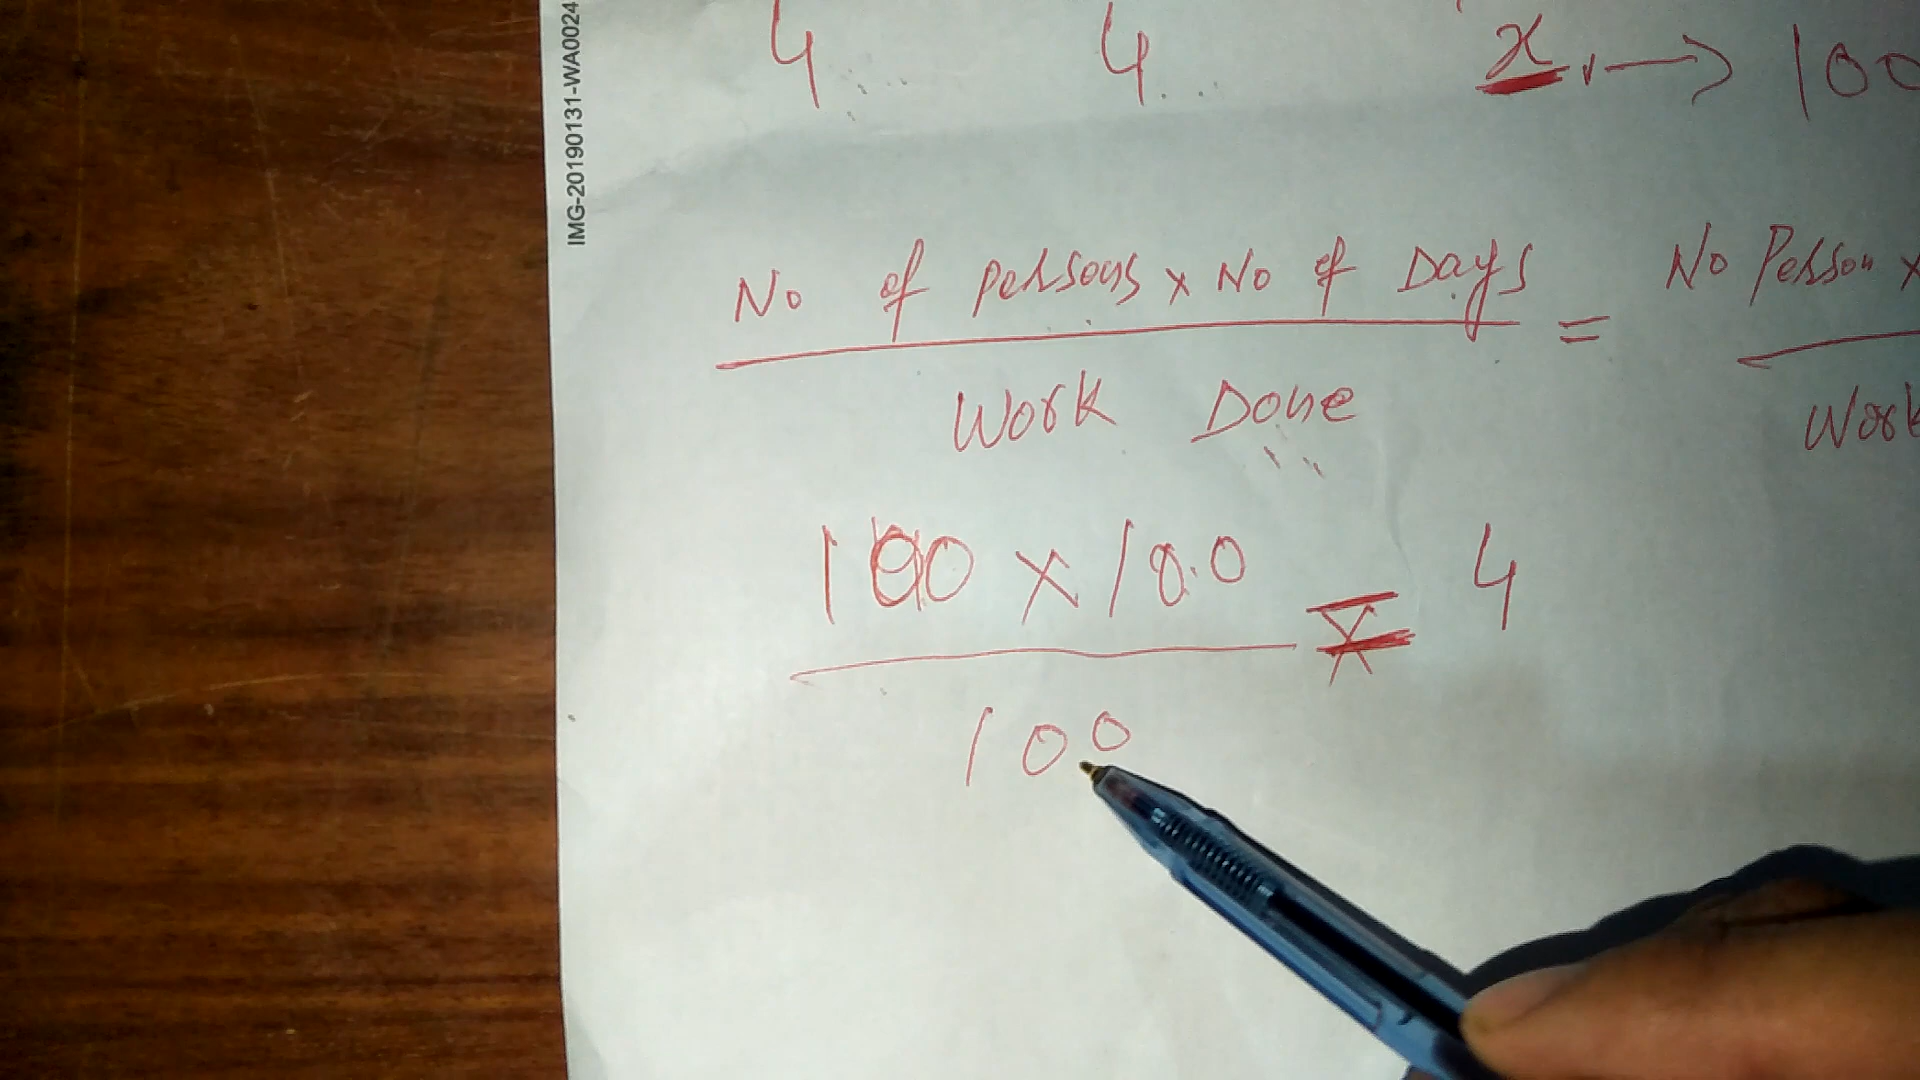 IMG-20190131-WA0024
4 4 x → 100
No of persons x No of Days = No Person x
Work Done Work
100 x 100 = 4
100